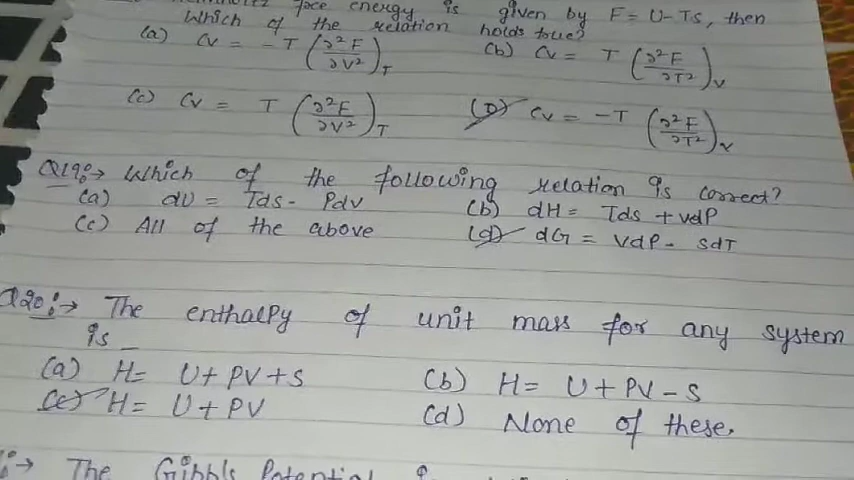 face energy is given by F = U-TS, then
which of the relation holds true?
(a) Cv = -T (∂²F/∂V²)T (b) Cv = T (∂²F/∂T²)v
(c) Cv = T (∂²F/∂V²)T (D) Cv = -T (∂²F/∂T²)v
Q19:→ Which of the following relation is correct?
(a) dU = Tds - Pdv (b) dH = Tds + vdP
(c) All of the above (d) dG = vdP - sdT
Q20:→ The enthalpy of unit mass for any system
is _
(a) H= U+PV+S (b) H= U+PV-S
(c) H= U+PV (d) None of these.
:→ The Gibbls Potential